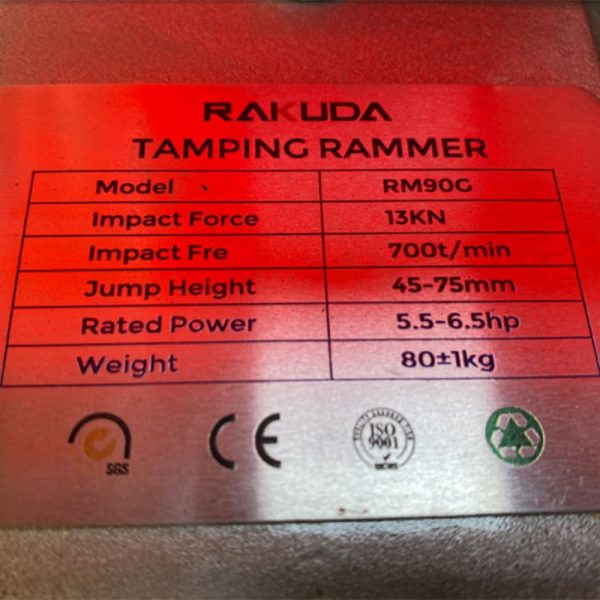 RAKUDA
TAMPING RAMMER
Model RM90G
Impact Force 13KN
Impact Fre 700t/min
Jump Height 45-75mm
Rated Power 5.5-6.5hp
Weight 80±1kg
SGS
CE
ISO
9001